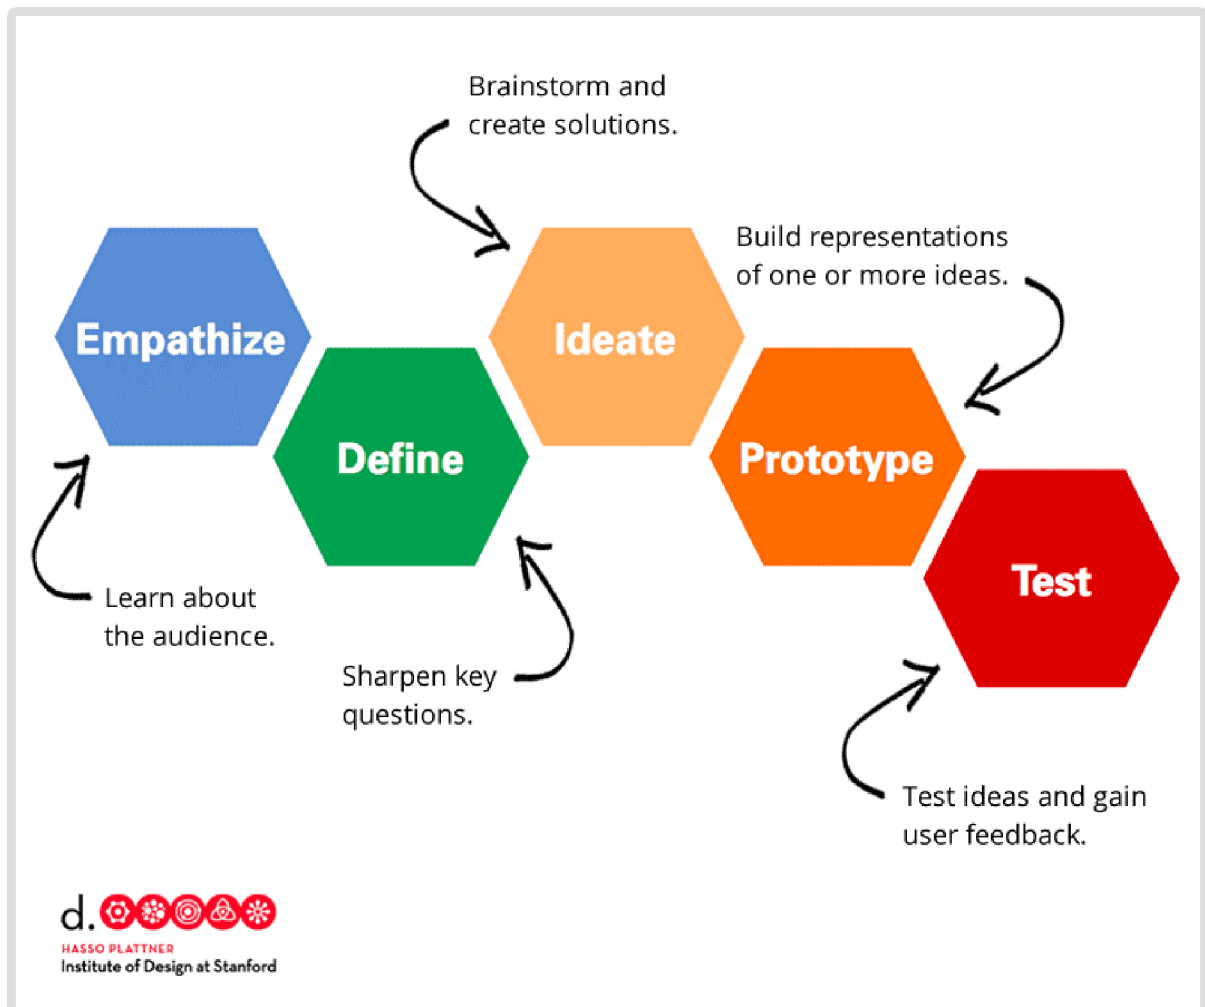 Brainstorm and
create solutions.
Build representations
of one or more ideas.
Empathize
Ideate
Define
Prototype
Test
Learn about
the audience.
Sharpen key
questions.
Test ideas and gain
user feedback.
d.
HASSO PLATTNER
Institute of Design at Stanford